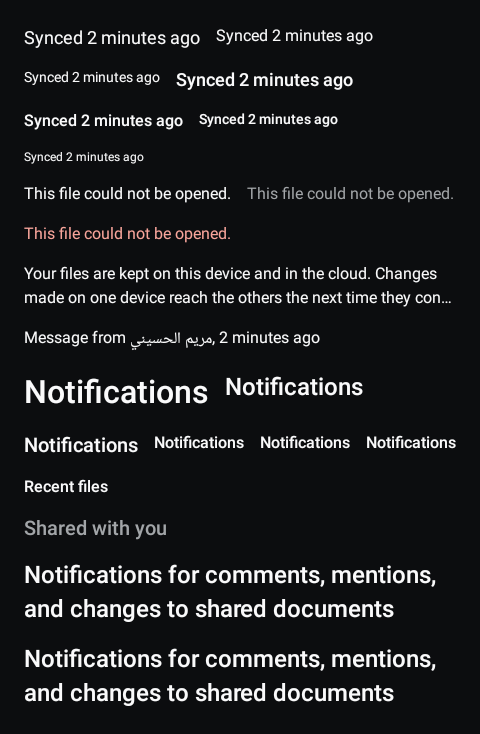 Synced 2 minutes ago Synced 2 minutes ago
Synced 2 minutes ago Synced 2 minutes ago
Synced 2 minutes ago Synced 2 minutes ago
Synced 2 minutes ago
This file could not be opened. This file could not be opened.
This file could not be opened.
Your files are kept on this device and in the cloud. Changes
made on one device reach the others the next time they con…
Message from مريم الحسيني, 2 minutes ago
Notifications Notifications
Notifications Notifications Notifications Notifications
Recent files
Shared with you
Notifications for comments, mentions,
and changes to shared documents
Notifications for comments, mentions,
and changes to shared documents